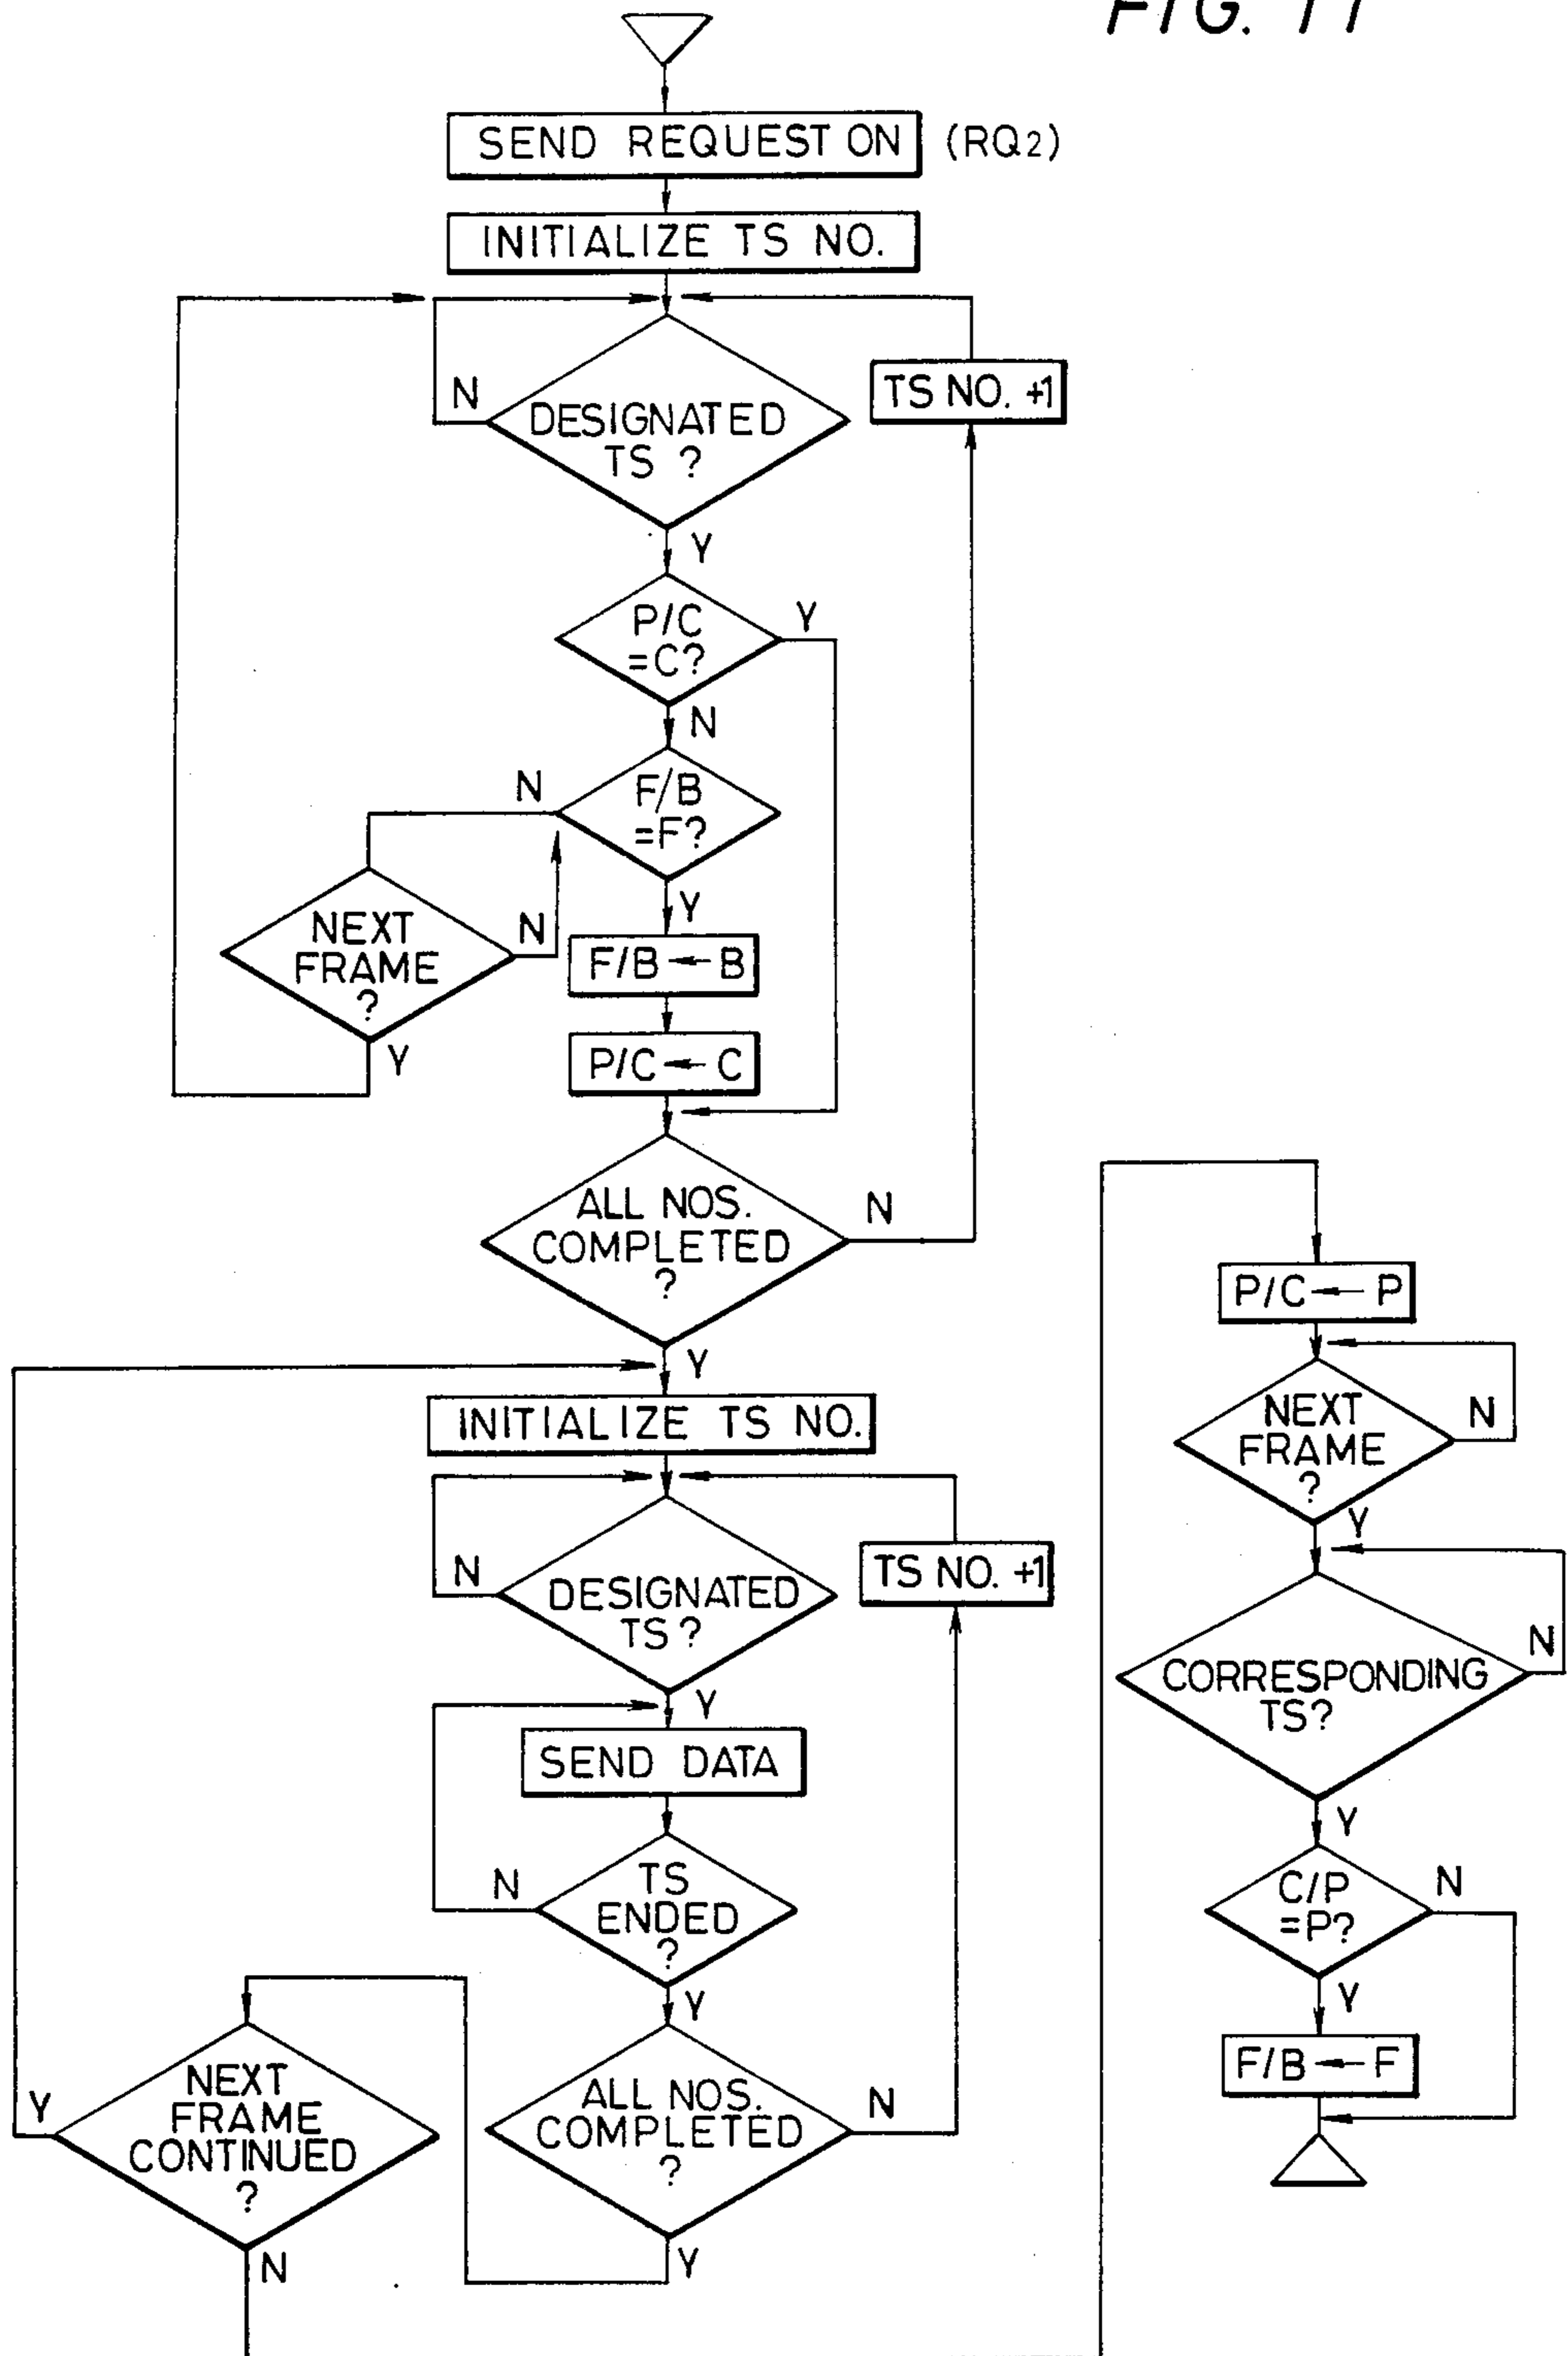 FIG. 11
SEND REQUEST ON (RQ2)
INITIALIZE TS NO.
N
DESIGNATED
TS ?
TS NO. +1
Y
P/C
=C?
Y
N
F/B
=F?
N
Y
NEXT
FRAME
?
N
Y
F/B ← B
P/C ← C
ALL NOS.
COMPLETED
?
N
Y
INITIALIZE TS NO.
N
DESIGNATED
TS ?
TS NO. +1
Y
SEND DATA
N
TS
ENDED
?
Y
ALL NOS.
COMPLETED
?
N
Y
NEXT
FRAME
CONTINUED
?
Y
N
P/C ← P
NEXT
FRAME
?
N
Y
CORRESPONDING
TS?
N
Y
C/P
=P?
N
Y
F/B ← F